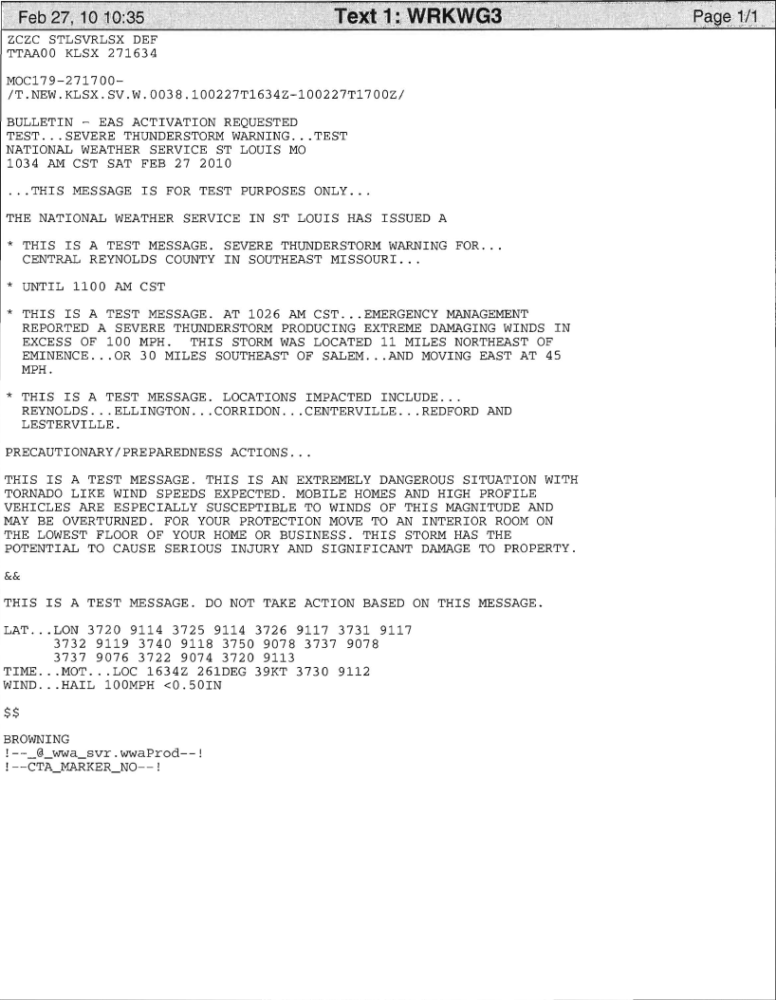 Feb 27, 10 10:35 Text 1: WRKWG3 Page 1/1
ZCZC STLSVRLSX DEF
TTAA00 KLSX 271634
MOC179-271700-
/T.NEW.KLSX.SV.W.0038.100227T1634Z-100227T1700Z/
BULLETIN - EAS ACTIVATION REQUESTED
TEST...SEVERE THUNDERSTORM WARNING...TEST
NATIONAL WEATHER SERVICE ST LOUIS MO
1034 AM CST SAT FEB 27 2010
...THIS MESSAGE IS FOR TEST PURPOSES ONLY...
THE NATIONAL WEATHER SERVICE IN ST LOUIS HAS ISSUED A
* THIS IS A TEST MESSAGE. SEVERE THUNDERSTORM WARNING FOR...
CENTRAL REYNOLDS COUNTY IN SOUTHEAST MISSOURI...
* UNTIL 1100 AM CST
* THIS IS A TEST MESSAGE. AT 1026 AM CST...EMERGENCY MANAGEMENT
REPORTED A SEVERE THUNDERSTORM PRODUCING EXTREME DAMAGING WINDS IN
EXCESS OF 100 MPH.  THIS STORM WAS LOCATED 11 MILES NORTHEAST OF
EMINENCE...OR 30 MILES SOUTHEAST OF SALEM...AND MOVING EAST AT 45
MPH.
* THIS IS A TEST MESSAGE. LOCATIONS IMPACTED INCLUDE...
REYNOLDS...ELLINGTON...CORRIDON...CENTERVILLE...REDFORD AND
LESTERVILLE.
PRECAUTIONARY/PREPAREDNESS ACTIONS...
THIS IS A TEST MESSAGE. THIS IS AN EXTREMELY DANGEROUS SITUATION WITH
TORNADO LIKE WIND SPEEDS EXPECTED. MOBILE HOMES AND HIGH PROFILE
VEHICLES ARE ESPECIALLY SUSCEPTIBLE TO WINDS OF THIS MAGNITUDE AND
MAY BE OVERTURNED. FOR YOUR PROTECTION MOVE TO AN INTERIOR ROOM ON
THE LOWEST FLOOR OF YOUR HOME OR BUSINESS. THIS STORM HAS THE
POTENTIAL TO CAUSE SERIOUS INJURY AND SIGNIFICANT DAMAGE TO PROPERTY.
&&
THIS IS A TEST MESSAGE. DO NOT TAKE ACTION BASED ON THIS MESSAGE.
LAT...LON 3720 9114 3725 9114 3726 9117 3731 9117
3732 9119 3740 9118 3750 9078 3737 9078
3737 9076 3722 9074 3720 9113
TIME...MOT...LOC 1634Z 261DEG 39KT 3730 9112
WIND...HAIL 100MPH <0.50IN
$$
BROWNING
!--_@_wwa_svr.wwaProd--!
!--CTA_MARKER_NO--!